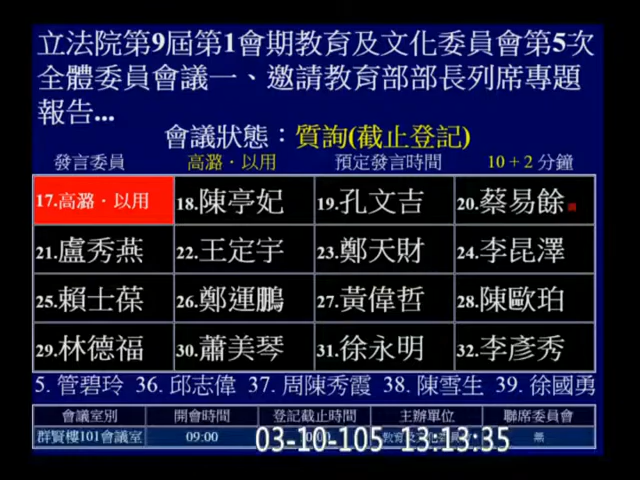 立法院第9屆第1會期教育及文化委員會第5次
全體委員會議一、邀請教育部部長列席專題
報告...
會議狀態：質詢(截止登記)
發言委員 高潞．以用 預定發言時間 10+2 分鐘
17.高潞．以用 18.陳亭妃 19.孔文吉 20.蔡易餘
21.盧秀燕 22.王定宇 23.鄭天財 24.李昆澤
25.賴士葆 26.鄭運鵬 27.黃偉哲 28.陳歐珀
29.林德福 30.蕭美琴 31.徐永明 32.李彥秀
5. 管碧玲 36. 邱志偉 37. 周陳秀霞 38. 陳雪生 39. 徐國勇
會議室別 開會時間 登記截止時間 主辦單位 聯席委員會
群賢樓101會議室 09:00 無
03-10-105 13:13:35